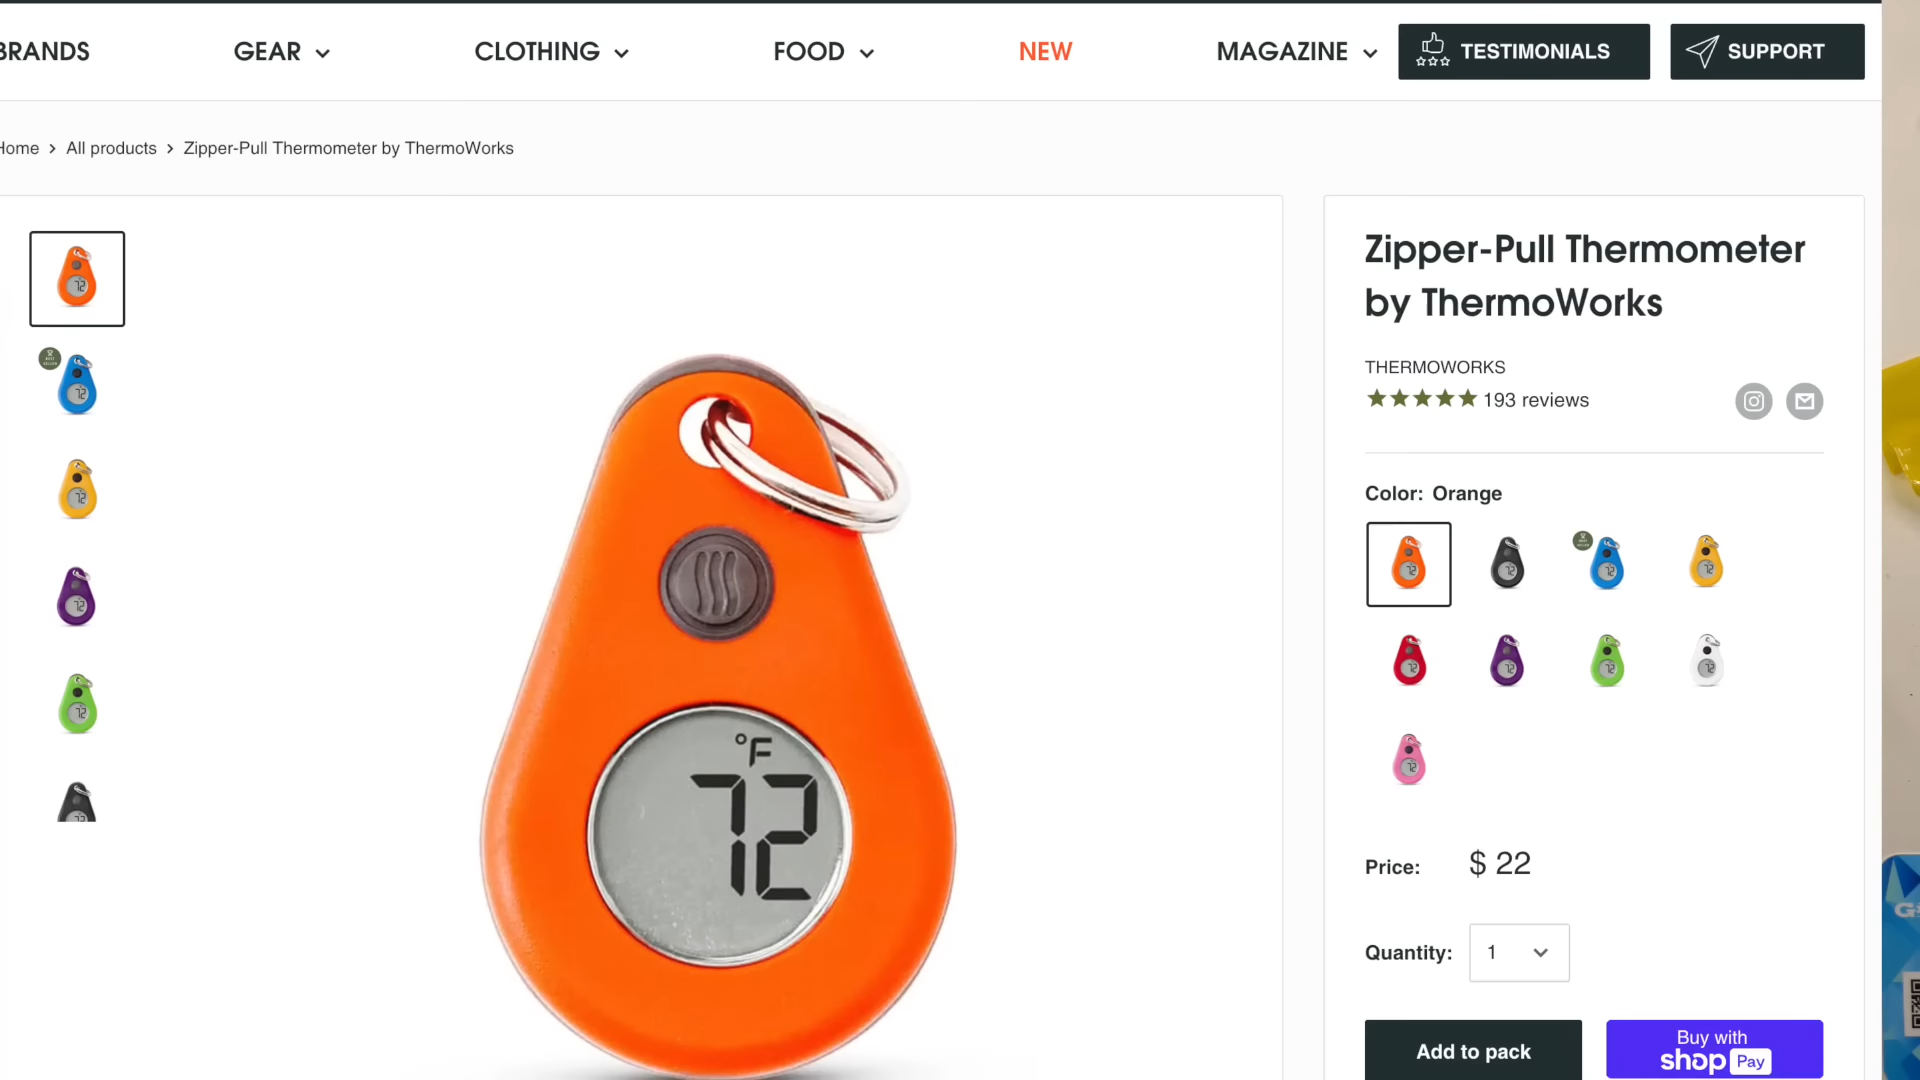 BRANDS
GEAR
CLOTHING
FOOD
NEW
MAGAZINE
TESTIMONIALS
SUPPORT
Home > All products > Zipper-Pull Thermometer by ThermoWorks
Zipper-Pull Thermometer
by ThermoWorks
THERMOWORKS
193 reviews
Color: Orange
°F
72
Price: $ 22
Quantity: 1
Add to pack
Buy with
shop Pay